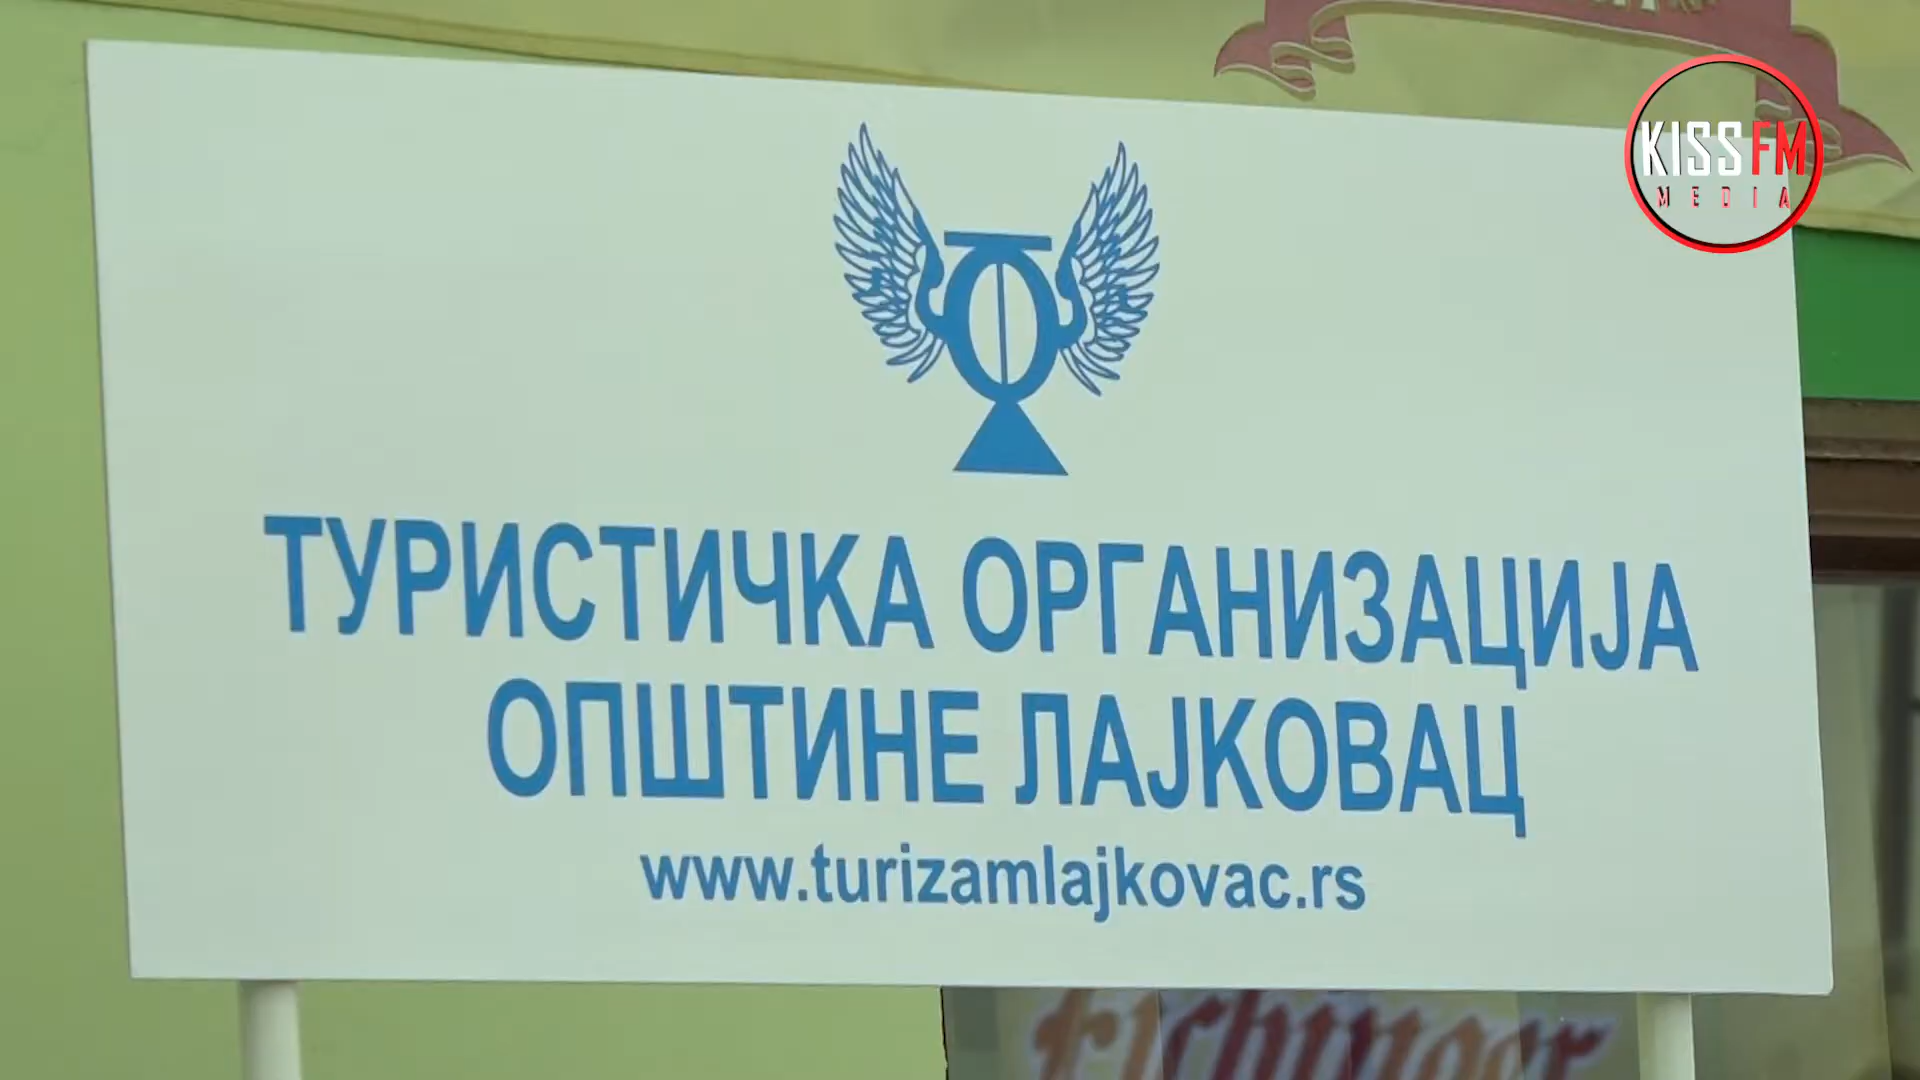 KISS FM
MEDIA
ТУРИСТИЧКА ОРГАНИЗАЦИЈА
ОПШТИНЕ ЛАЈКОВАЦ
www.turizamlajkovac.rs